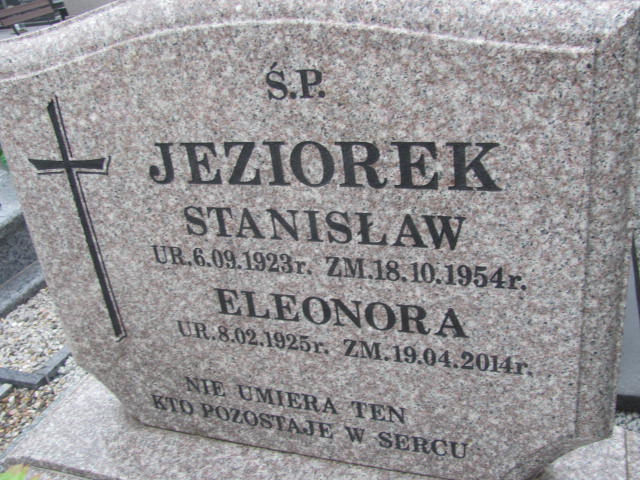 Ś.P.
JEZIOREK
STANISŁAW
UR.6.09.1923r. ZM.18.10.1954r.
ELEONORA
UR.8.02.1925r. ZM.19.04.2014r.
NIE UMIERA TEN
KTO POZOSTAJE W SERCU